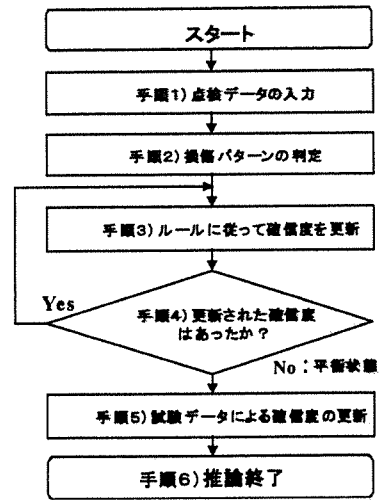 スタート
手順1)点検データの入力
手順2)損傷パターンの判定
手順3)ルールに従って確信度を更新
手順4)更新された確信度
はあったか?
Yes
No:平衡状態
手順5)試験データによる確信度の更新
手順6)推論終了